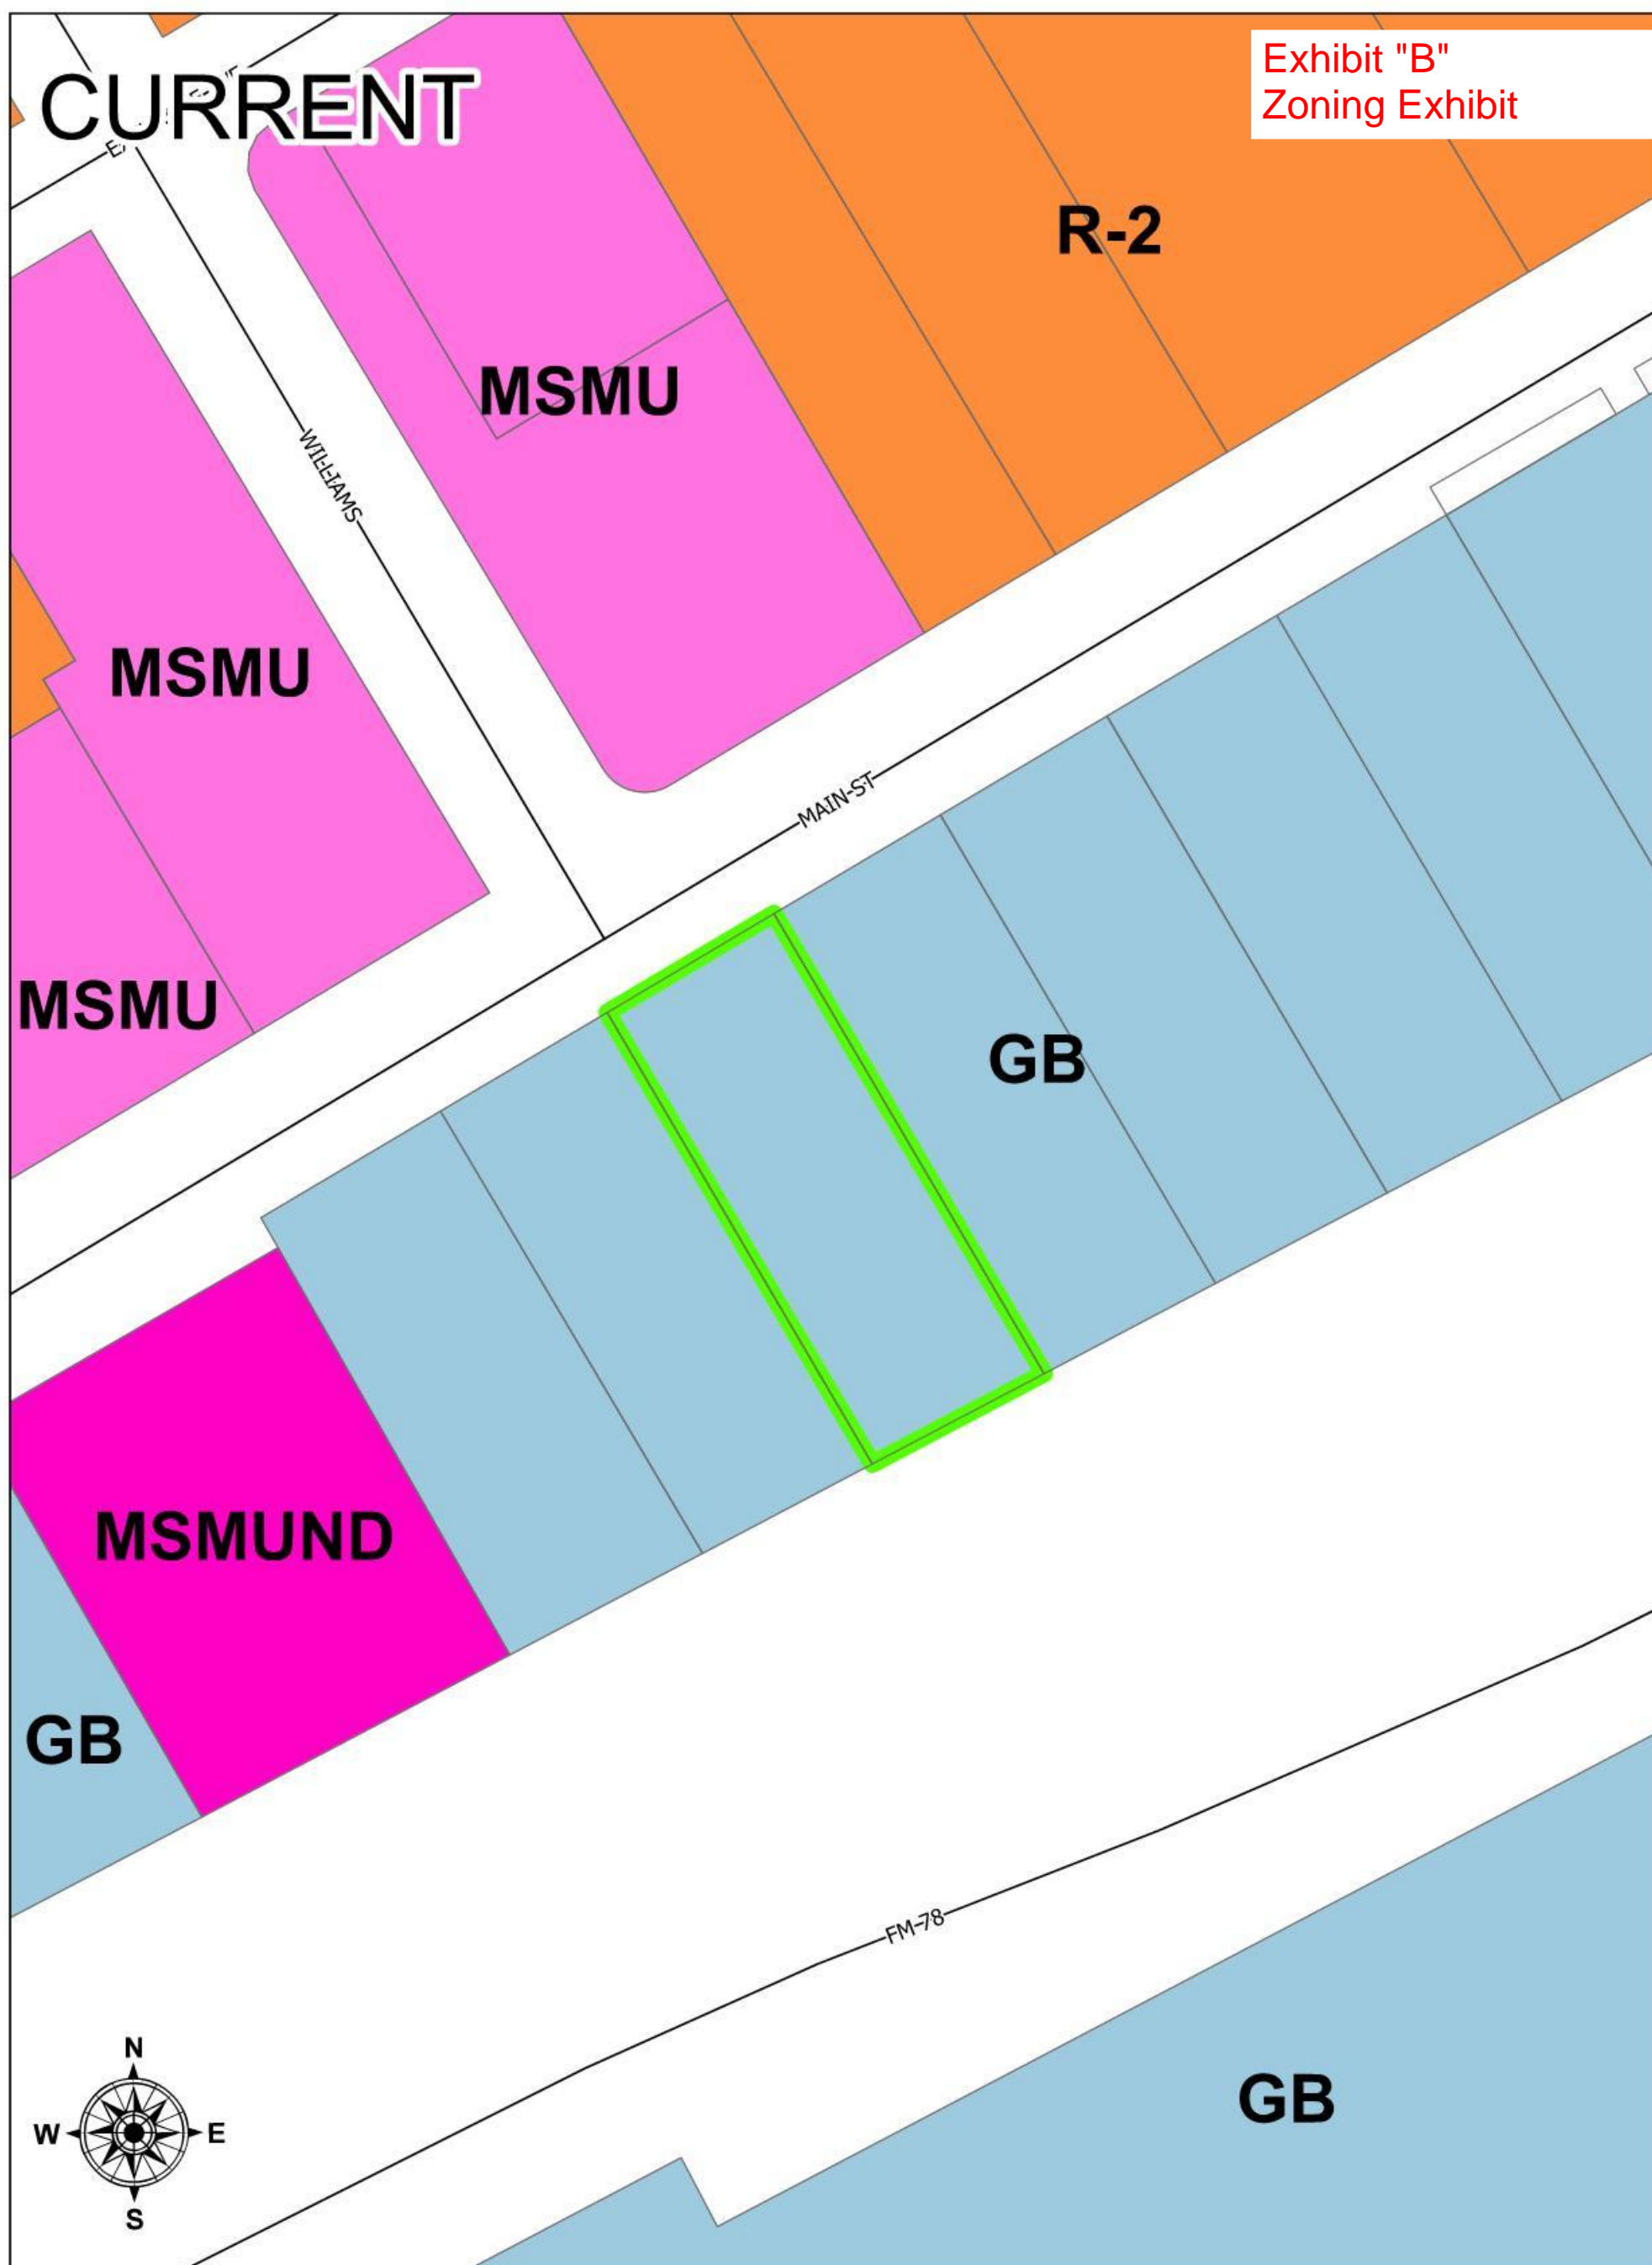 CURRENT
Exhibit "B"
Zoning Exhibit
R-2
MSMU
WILLIAMS
MSMU
MAIN-ST
MSMU
GB
MSMUND
GB
FM-78
N
W
E
S
GB